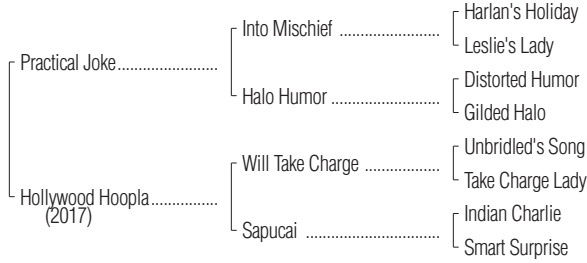 Harlan's Holiday
Into Mischief ........................
Leslie's Lady
Practical Joke........................
Distorted Humor
Halo Humor ..........................
Gilded Halo
Unbridled's Song
Will Take Charge ..................
Take Charge Lady
Hollywood Hoopla................
(2017)
Indian Charlie
Sapucai ................................
Smart Surprise